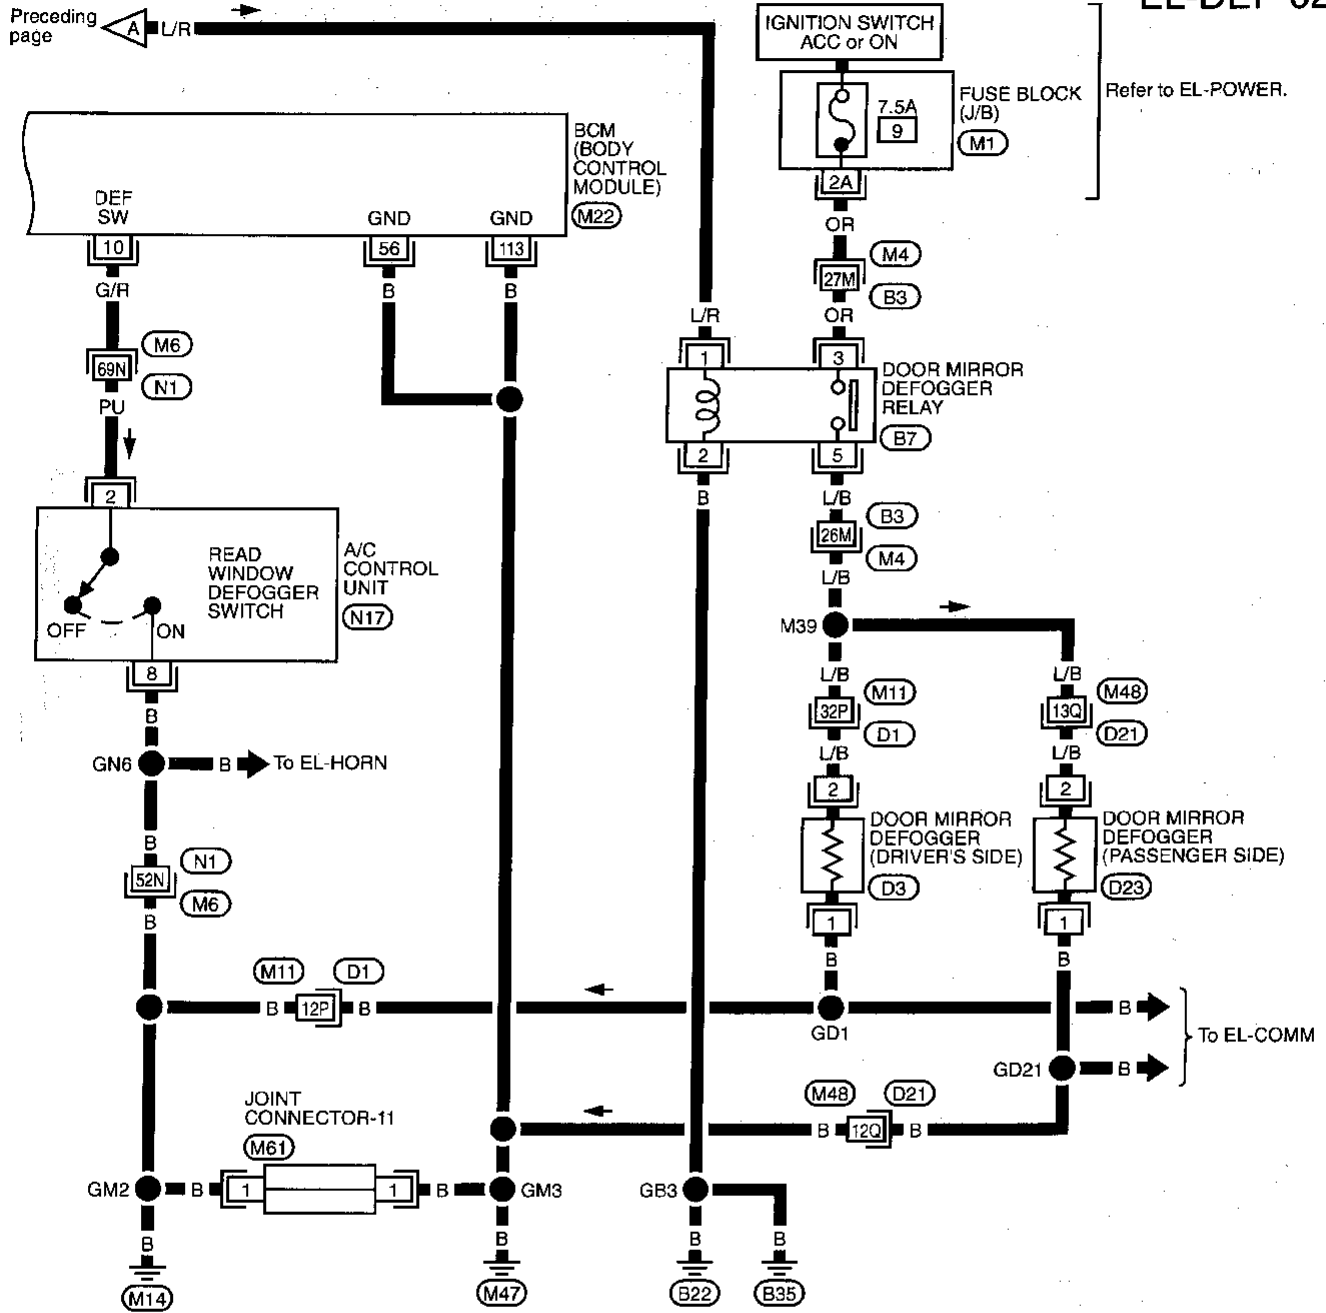 EL-DEF-02
Preceding
page
A
L/R
IGNITION SWITCH
ACC or ON
7.5A
9
FUSE BLOCK
(J/B)
M1
Refer to EL-POWER.
2A
OR
M4
27M
B3
OR
BCM
(BODY
CONTROL
MODULE)
M22
DEF
SW
GND
GND
10
56
113
G/R
B
B
M6
69N
N1
PU
L/R
1
3
DOOR MIRROR
DEFOGGER
RELAY
B7
2
5
B
L/B
B3
26M
M4
L/B
2
READ
WINDOW
DEFOGGER
SWITCH
OFF
ON
A/C
CONTROL
UNIT
N17
8
B
M39
L/B
L/B
M11
32P
D1
M48
13Q
D21
L/B
L/B
GN6
B
To EL-HORN
2
2
DOOR MIRROR
DEFOGGER
(DRIVER'S SIDE)
D3
DOOR MIRROR
DEFOGGER
(PASSENGER SIDE)
D23
B
N1
52N
M6
B
1
1
B
B
M11
D1
B
12P
B
GD1
B
To EL-COMM
GD21
B
M48
D21
B
12Q
B
JOINT
CONNECTOR-11
M61
GM2
B
1
1
B
GM3
GB3
B
B
B
B
M14
M47
B22
B35